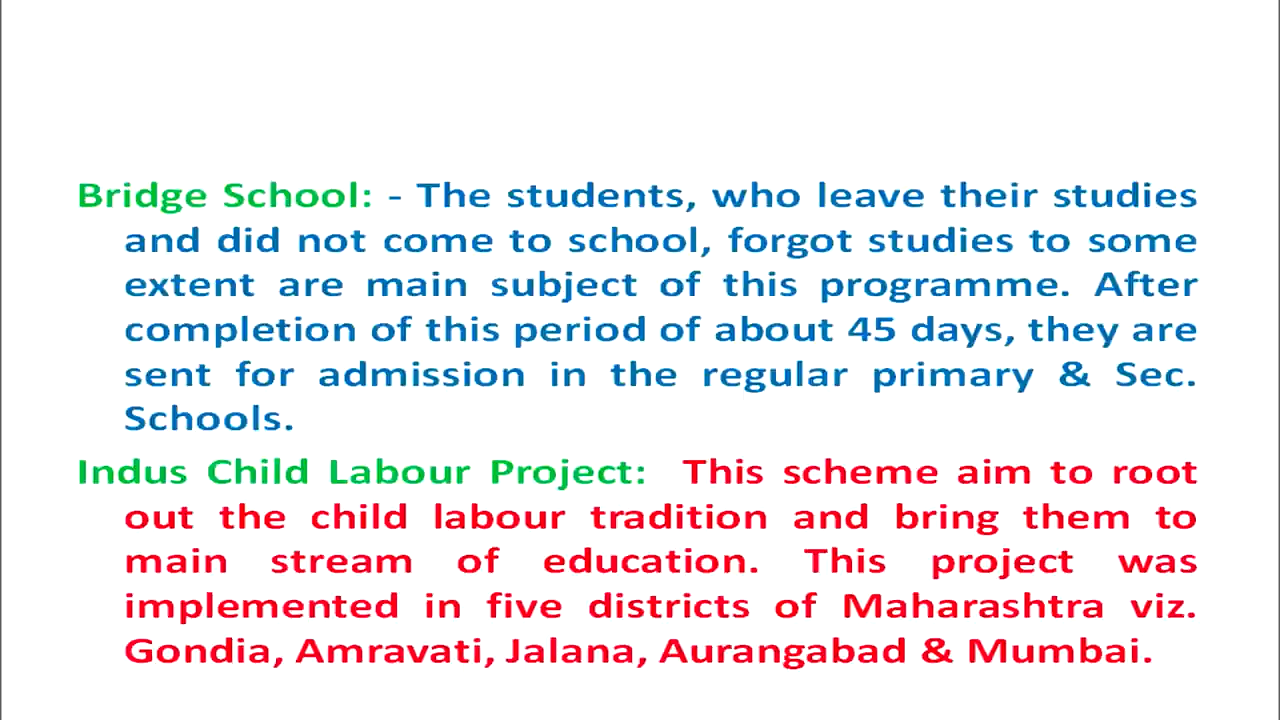 Bridge School: - The students, who leave their studies
and did not come to school, forgot studies to some
extent are main subject of this programme. After
completion of this period of about 45 days, they are
sent for admission in the regular primary & Sec.
Schools.
Indus Child Labour Project: This scheme aim to root
out the child labour tradition and bring them to
main stream of education. This project was
implemented in five districts of Maharashtra viz.
Gondia, Amravati, Jalana, Aurangabad & Mumbai.